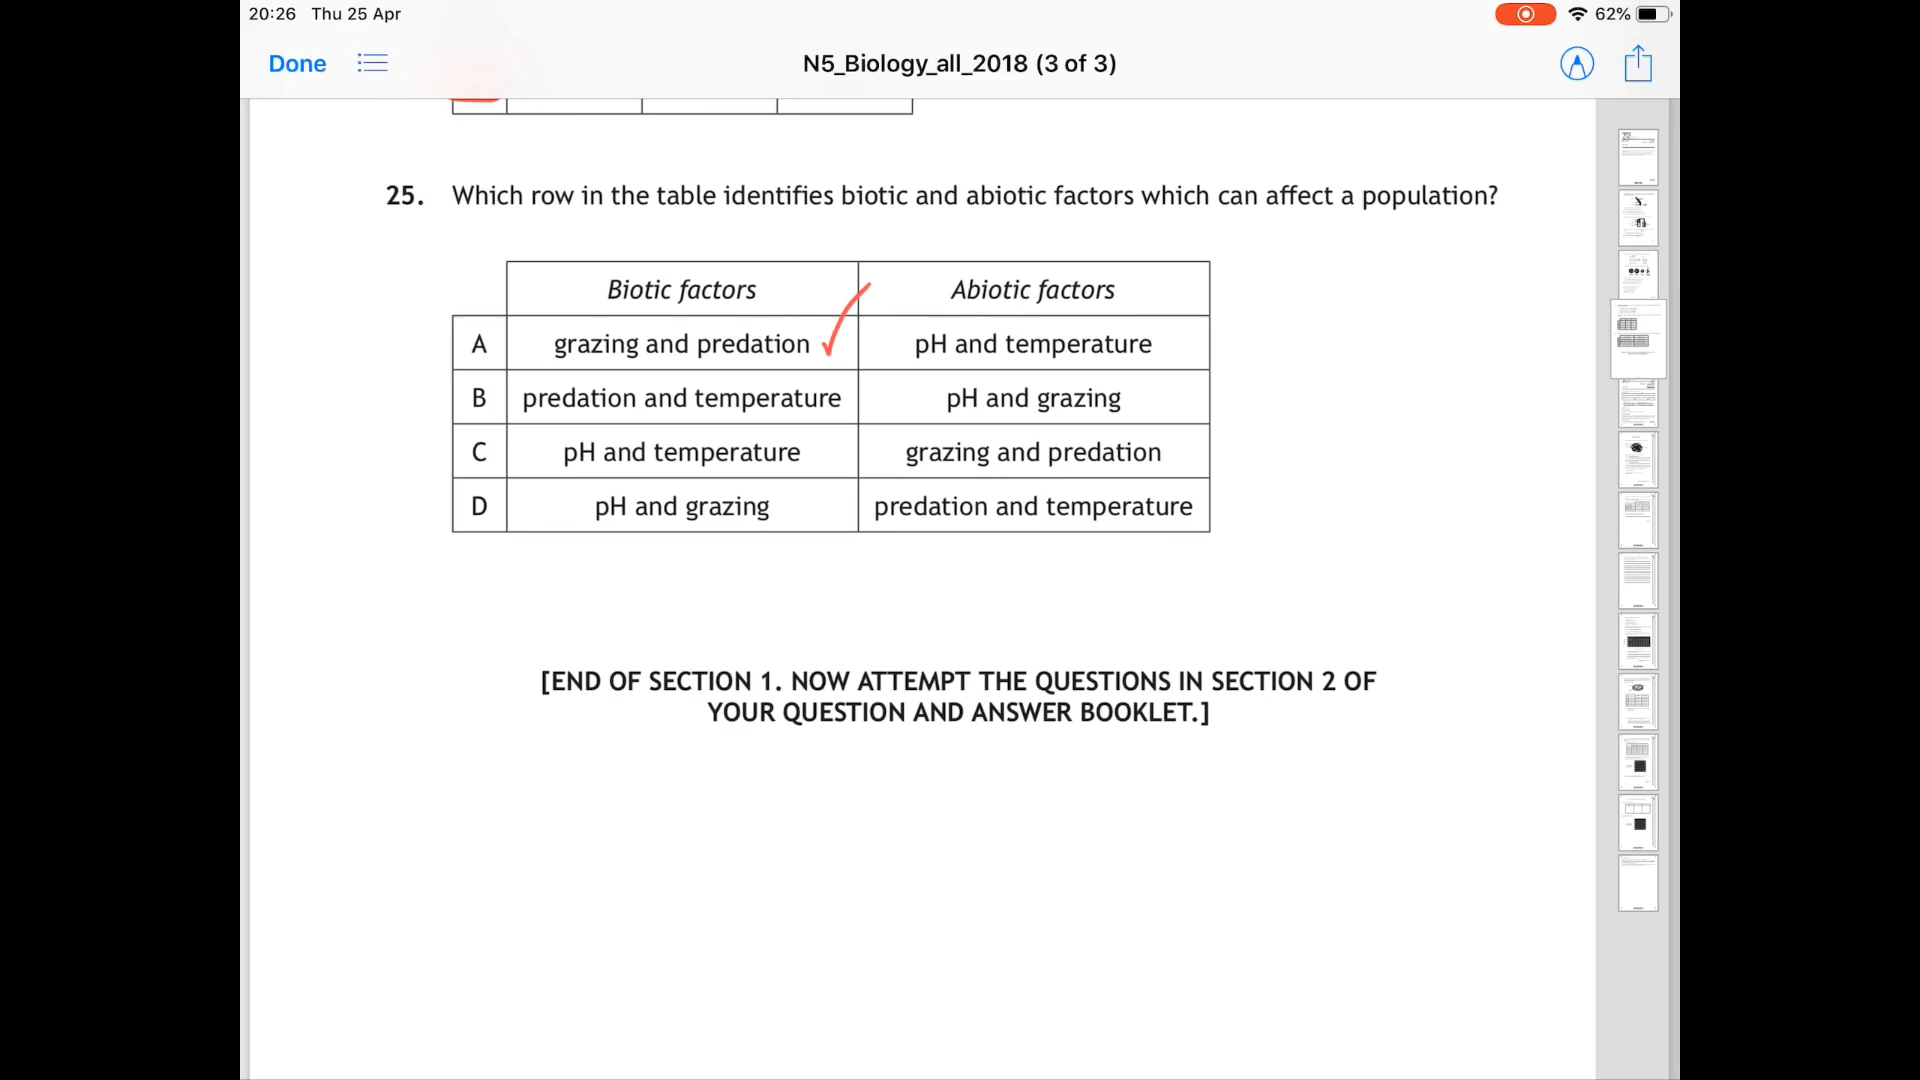 20:26 Thu 25 Apr
62%
Done
N5_Biology_all_2018 (3 of 3)
25. Which row in the table identifies biotic and abiotic factors which can affect a population?
Biotic factors Abiotic factors
A grazing and predation pH and temperature
B predation and temperature pH and grazing
C pH and temperature grazing and predation
D pH and grazing predation and temperature
[END OF SECTION 1. NOW ATTEMPT THE QUESTIONS IN SECTION 2 OF
YOUR QUESTION AND ANSWER BOOKLET.]